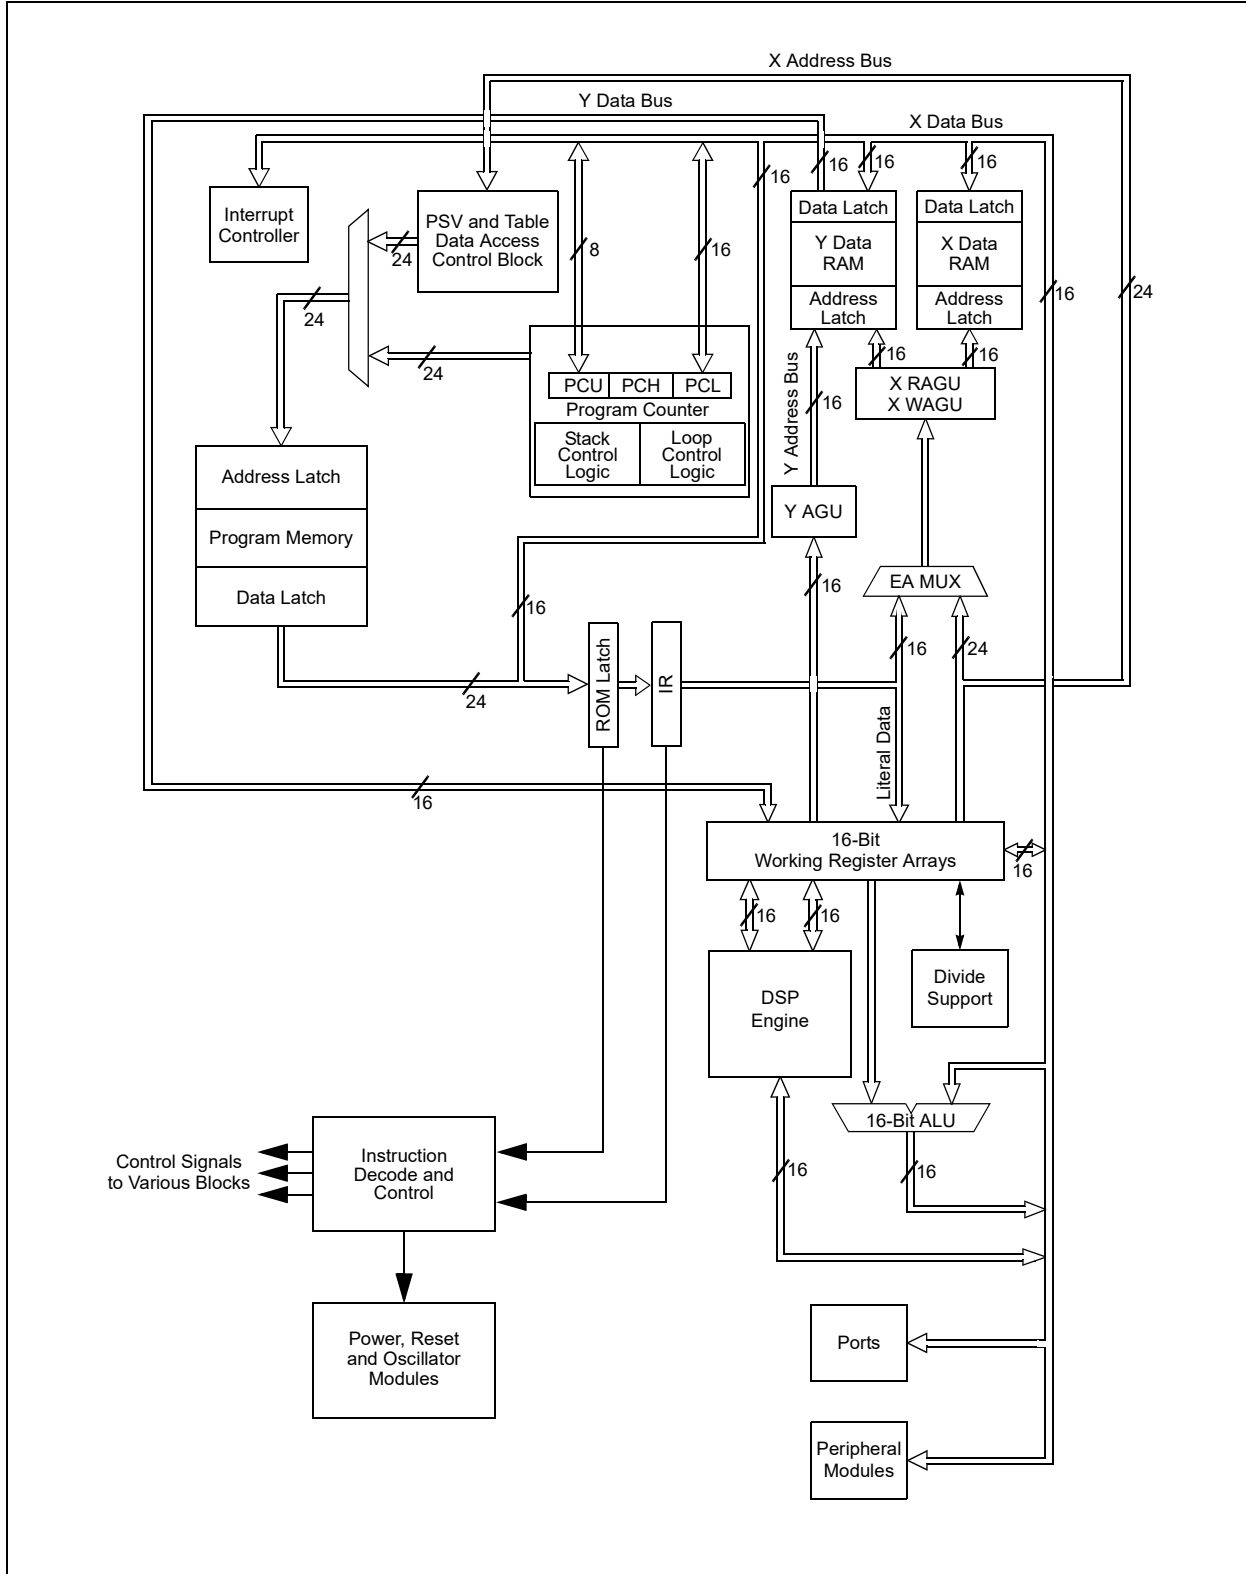 X Address Bus
Y Data Bus
X Data Bus
16
16
16
16
Interrupt
Controller
PSV and Table
Data Access
Control Block
24
8
16
Data Latch
Y Data
RAM
Address
Latch
Data Latch
X Data
RAM
Address
Latch
16
24
24
24
16
16
PCU
PCH
PCL
Program Counter
Stack
Control
Logic
Loop
Control
Logic
Y Address Bus
16
X RAGU
X WAGU
Address Latch
Program Memory
Data Latch
Y AGU
EA MUX
16
16
16
24
24
ROM Latch
IR
Literal Data
16
16-Bit
Working Register Arrays
16
16
16
DSP
Engine
Divide
Support
16-Bit ALU
16
16
Control Signals
to Various Blocks
Instruction
Decode and
Control
Power, Reset
and Oscillator
Modules
Ports
Peripheral
Modules